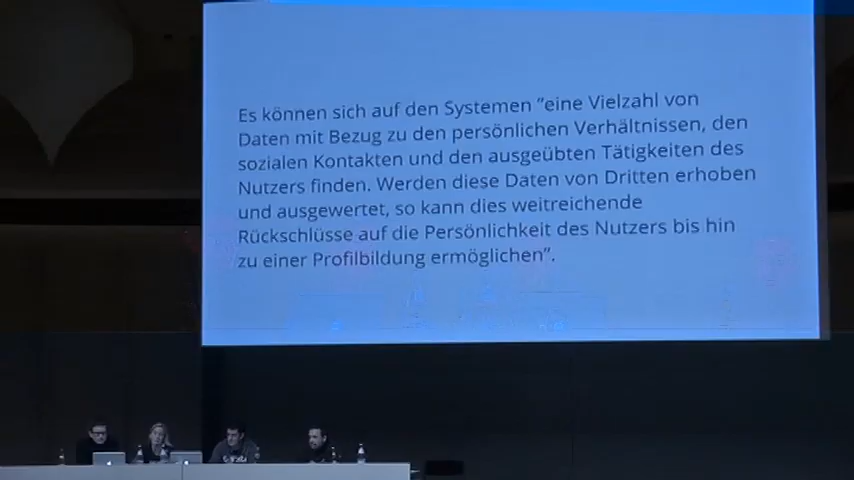 Es können sich auf den Systemen "eine Vielzahl von
Daten mit Bezug zu den persönlichen Verhältnissen, den
sozialen Kontakten und den ausgeübten Tätigkeiten des
Nutzers finden. Werden diese Daten von Dritten erhoben
und ausgewertet, so kann dies weitreichende
Rückschlüsse auf die Persönlichkeit des Nutzers bis hin
zu einer Profilbildung ermöglichen".